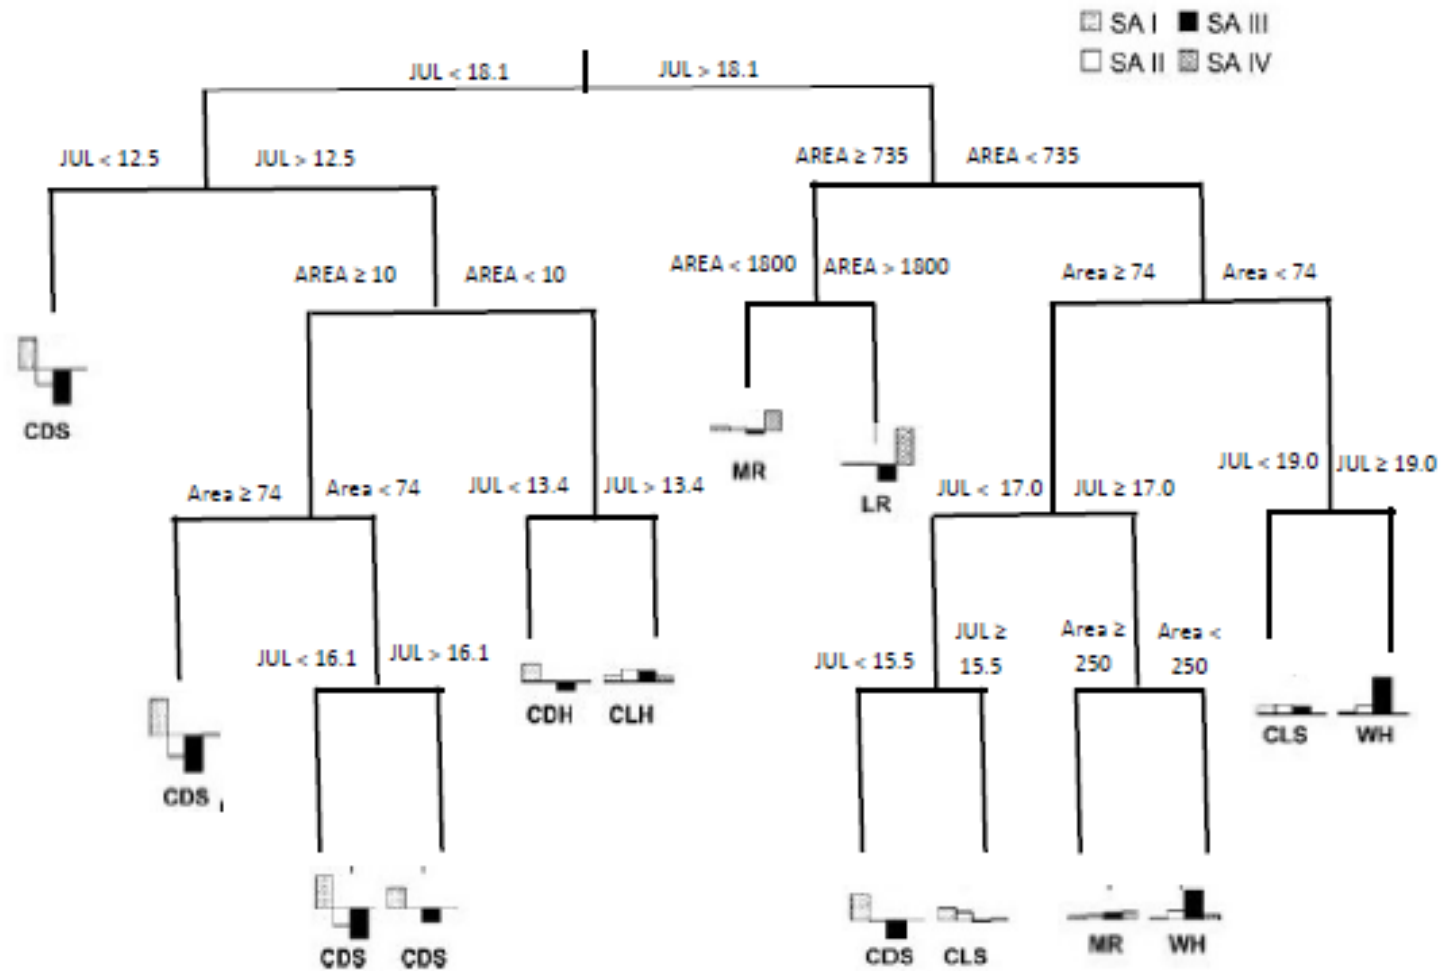 SA I SA III
SA II SA IV
JUL < 18.1 JUL > 18.1
JUL < 12.5 JUL > 12.5 AREA ≥ 735 AREA < 735
AREA ≥ 10 AREA < 10 AREA < 1800 AREA > 1800 Area ≥ 74 Area < 74
CDS
MR
LR
Area ≥ 74 Area < 74 JUL < 13.4 JUL > 13.4 JUL < 17.0 JUL ≥ 17.0 JUL < 19.0 JUL ≥ 19.0
JUL < 16.1 JUL > 16.1 JUL < 15.5 JUL ≥ 15.5 Area ≥ 250 Area < 250
CDH CLH
CLS WH
CDS
CDS CDS CDS CLS MR WH